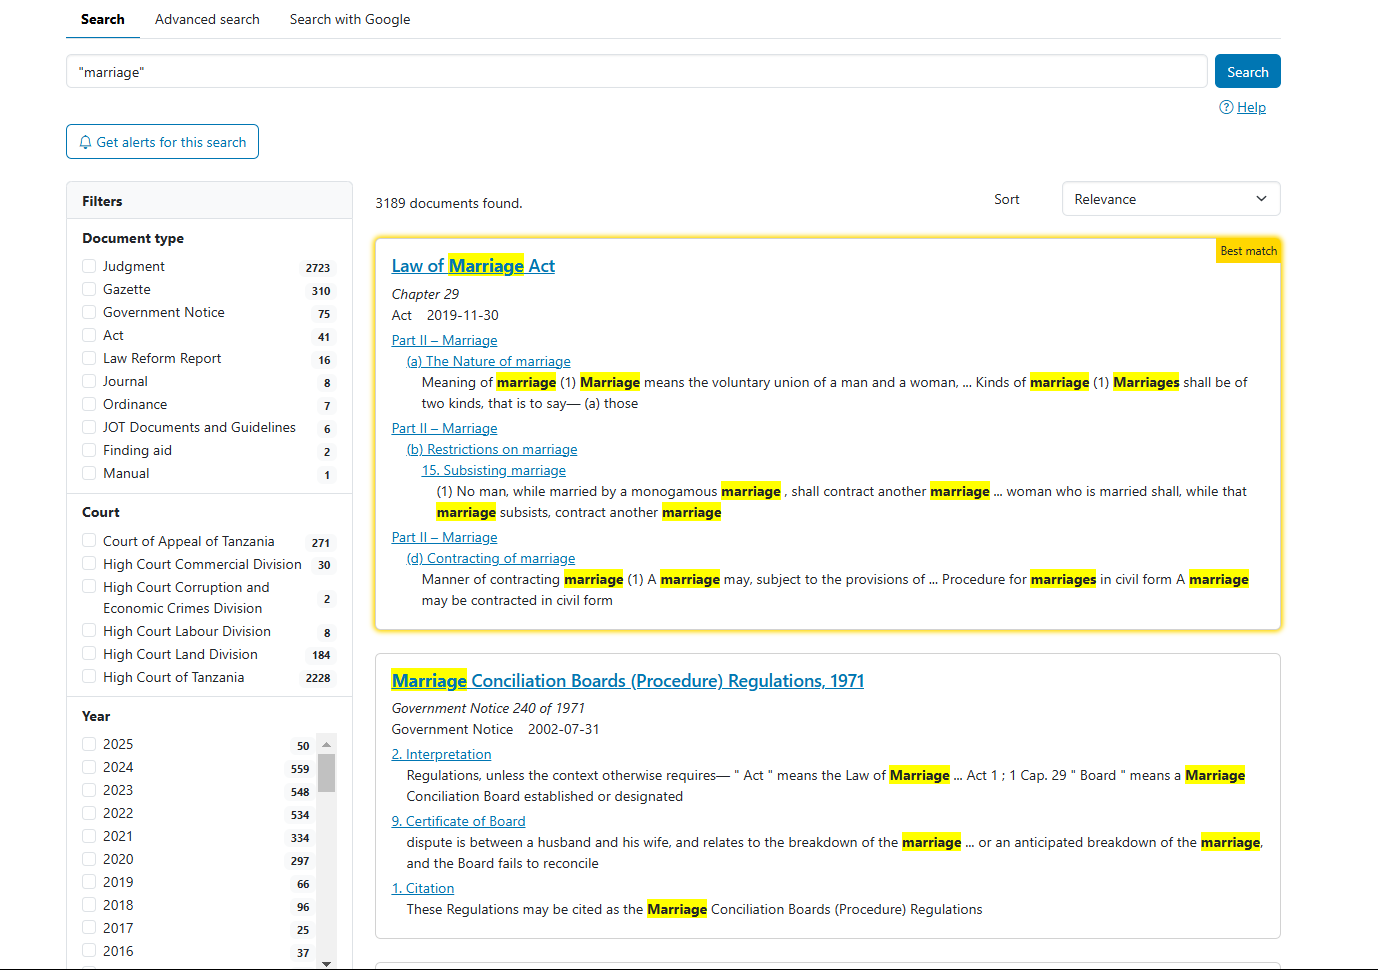 Search Advanced search Search with Google
"marriage" Search
Help
Get alerts for this search
Filters
Document type
Judgment 2723
Gazette 310
Government Notice 75
Act 41
Law Reform Report 16
Journal 8
Ordinance 7
JOT Documents and Guidelines 6
Finding aid 2
Manual 1
Court
Court of Appeal of Tanzania 271
High Court Commercial Division 30
High Court Corruption and
Economic Crimes Division 2
High Court Labour Division 8
High Court Land Division 184
High Court of Tanzania 2228
Year
2025 50
2024 559
2023 548
2022 534
2021 334
2020 297
2019 66
2018 96
2017 25
2016 37
3189 documents found. Sort Relevance
Best match
Law of Marriage Act
Chapter 29
Act 2019-11-30
Part II – Marriage
(a) The Nature of marriage
Meaning of marriage (1) Marriage means the voluntary union of a man and a woman, ... Kinds of marriage (1) Marriages shall be of
two kinds, that is to say— (a) those
Part II – Marriage
(b) Restrictions on marriage
15. Subsisting marriage
(1) No man, while married by a monogamous marriage , shall contract another marriage ... woman who is married shall, while that
marriage subsists, contract another marriage
Part II – Marriage
(d) Contracting of marriage
Manner of contracting marriage (1) A marriage may, subject to the provisions of ... Procedure for marriages in civil form A marriage
may be contracted in civil form
Marriage Conciliation Boards (Procedure) Regulations, 1971
Government Notice 240 of 1971
Government Notice 2002-07-31
2. Interpretation
Regulations, unless the context otherwise requires— " Act " means the Law of Marriage ... Act 1 ; 1 Cap. 29 " Board " means a Marriage
Conciliation Board established or designated
9. Certificate of Board
dispute is between a husband and his wife, and relates to the breakdown of the marriage ... or an anticipated breakdown of the marriage,
and the Board fails to reconcile
1. Citation
These Regulations may be cited as the Marriage Conciliation Boards (Procedure) Regulations